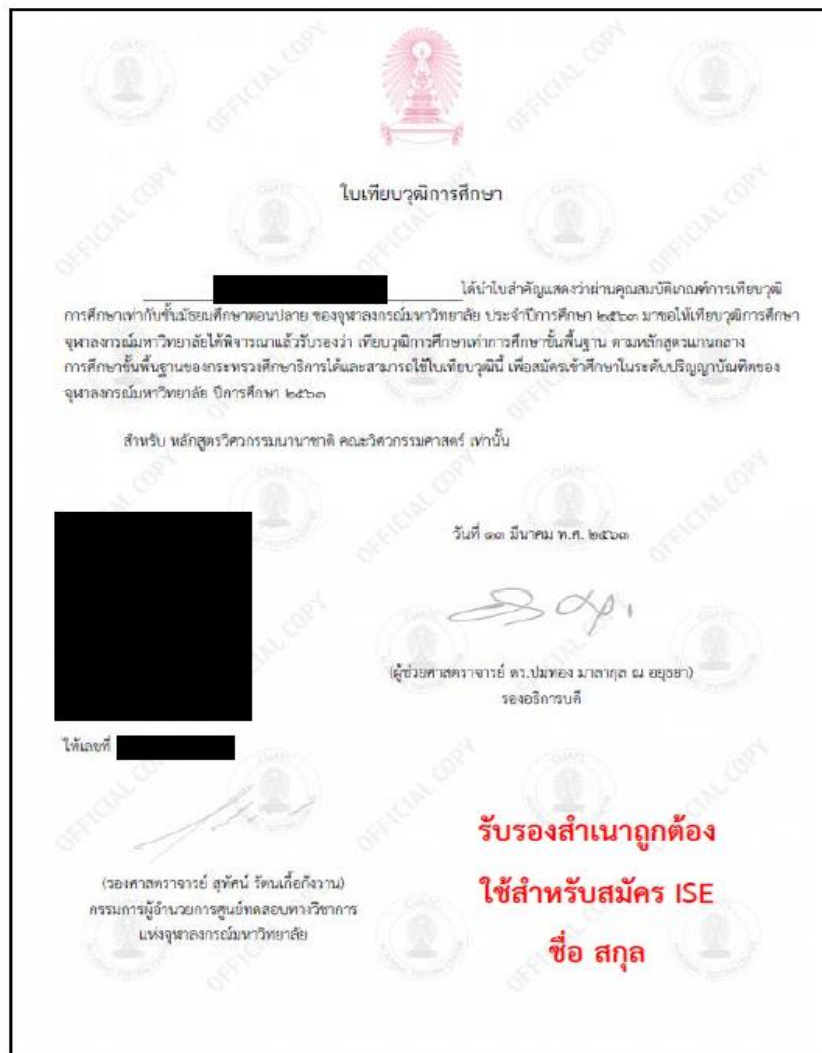 ใบเทียบวุฒิการศึกษา
ได้นำใบสำคัญแสดงว่าผ่านคุณสมบัติเกณฑ์การเทียบวุฒิ
การศึกษาเท่ากับชั้นมัธยมศึกษาตอนปลาย ของจุฬาลงกรณ์มหาวิทยาลัย ประจำปีการศึกษา ๒๕๖๓ มาขอให้เทียบวุฒิการศึกษา
จุฬาลงกรณ์มหาวิทยาลัยได้พิจารณาแล้วรับรองว่า เทียบวุฒิการศึกษาเท่าการศึกษาขั้นพื้นฐาน ตามหลักสูตรแกนกลาง
การศึกษาขั้นพื้นฐานของกระทรวงศึกษาธิการได้และสามารถใช้ใบเทียบวุฒินี้ เพื่อสมัครเข้าศึกษาในระดับปริญญาบัณฑิตของ
จุฬาลงกรณ์มหาวิทยาลัย ปีการศึกษา ๒๕๖๓
สำหรับ หลักสูตรวิศวกรรมนานาชาติ คณะวิศวกรรมศาสตร์ เท่านั้น
วันที่ ๑๓ มีนาคม พ.ศ. ๒๕๖๓
(ผู้ช่วยศาสตราจารย์ ดร.ปมทอง มาลากุล ณ อยุธยา)
รองอธิการบดี
ให้เลขที่
(รองศาสตราจารย์ สุทัศน์ รัตนเกื้อกังวาน)
กรรมการผู้อำนวยการศูนย์ทดสอบทางวิชาการ
แห่งจุฬาลงกรณ์มหาวิทยาลัย
รับรองสำเนาถูกต้อง
ใช้สำหรับสมัคร ISE
ชื่อ สกุล
OFFICIAL COPY